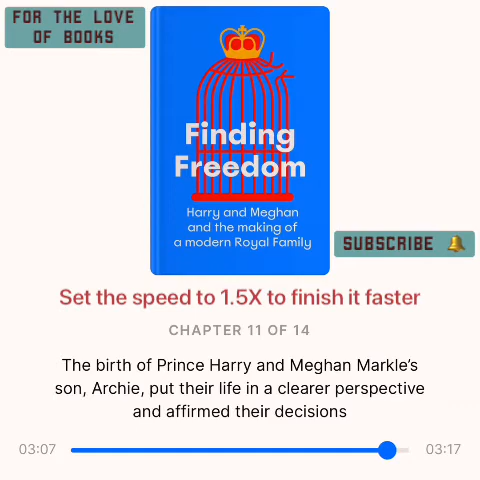 FOR THE LOVE
OF BOOKS
Finding
Freedom
Harry and Meghan
and the making of
a modern Royal Family
SUBSCRIBE 🔔
Set the speed to 1.5X to finish it faster
CHAPTER 11 OF 14
The birth of Prince Harry and Meghan Markle’s
son, Archie, put their life in a clearer perspective
and affirmed their decisions
03:07 03:17